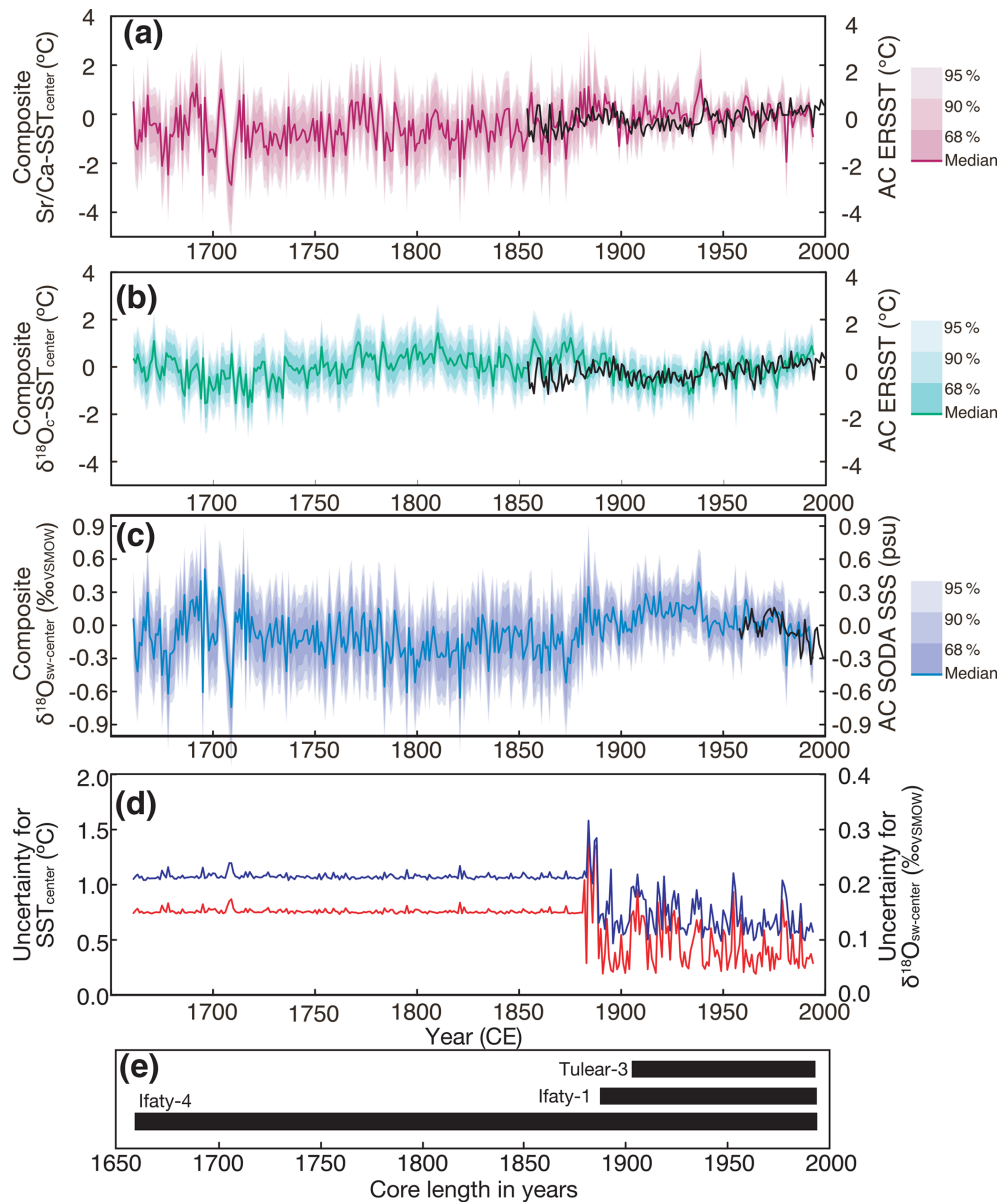 (a)
Composite
Sr/Ca-SSTcenter (ºC)
4
2
0
-2
-4
4
2
0
-2
-4
AC ERSST (ºC)
95 %
90 %
68 %
Median
1700 1750 1800 1850 1900 1950 2000
(b)
Composite
δ18Oc-SSTcenter (ºC)
4
2
0
-2
-4
4
2
0
-2
-4
AC ERSST (ºC)
95 %
90 %
68 %
Median
1700 1750 1800 1850 1900 1950 2000
(c)
Composite
δ18Osw-center (‰VSMOW)
0.9
0.6
0.3
0.0
-0.3
-0.6
-0.9
0.9
0.6
0.3
0.0
-0.3
-0.6
-0.9
AC SODA SSS (psu)
95 %
90 %
68 %
Median
1700 1750 1800 1850 1900 1950 2000
(d)
Uncertainty for
SSTcenter (ºC)
2.0
1.5
1.0
0.5
0.0
0.4
0.3
0.2
0.1
0.0
Uncertainty for
δ18Osw-center (‰VSMOW)
1700 1750 1800 1850 1900 1950 2000
Year (CE)
(e)
Tulear-3
Ifaty-1
Ifaty-4
1650 1700 1750 1800 1850 1900 1950 2000
Core length in years